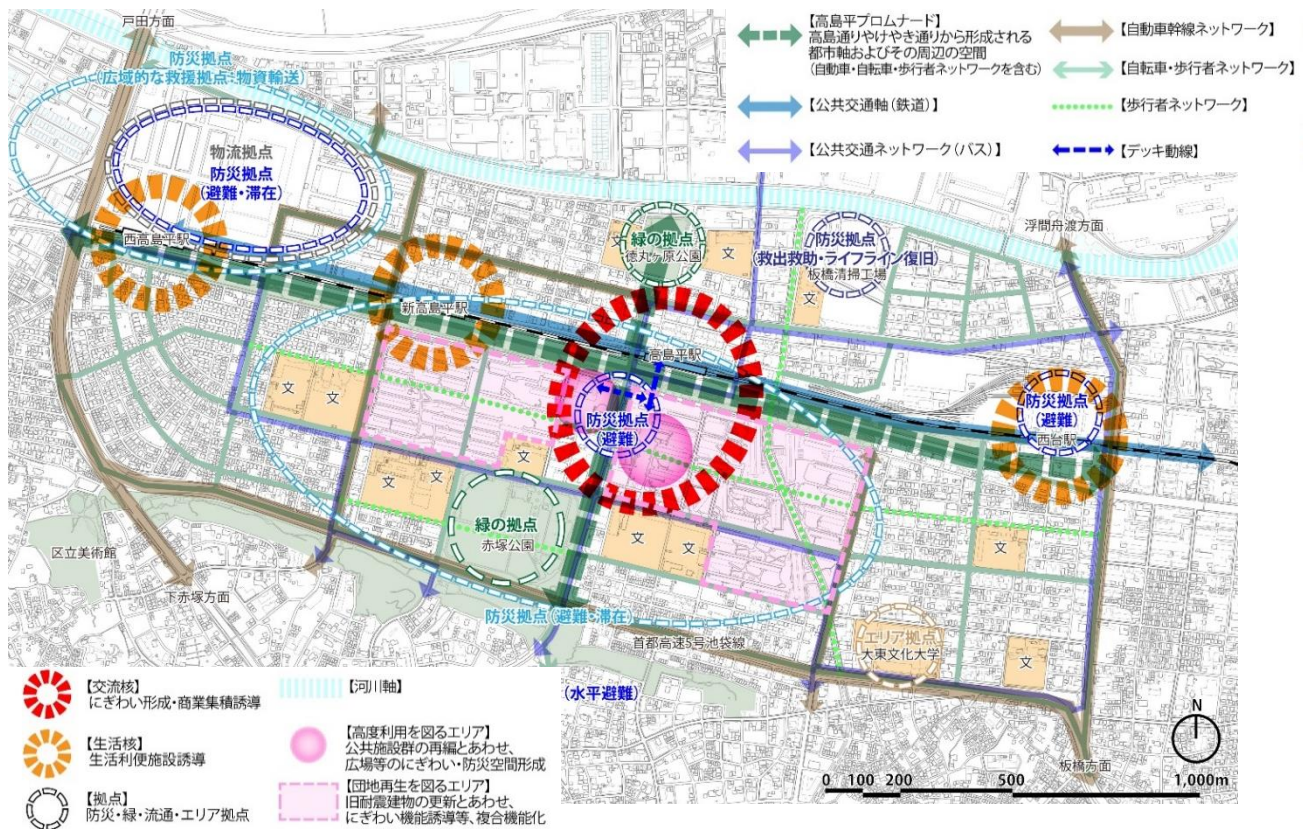 戸田方面
防災拠点
(広域的な救援拠点:物資輸送)
物流拠点
防災拠点
(避難・滞在)
西高島平駅
新高島平駅
緑の拠点
徳丸ヶ原公園
文
文
防災拠点
(救出救助・ライフライン復旧)
板橋清掃工場
文
浮間舟渡方面
高島平駅
防災拠点
(避難)
防災拠点
(避難)
西台駅
文
文
文
文
文
緑の拠点
赤塚公園
文
文
文
区立美術館
下赤塚方面
防災拠点(避難・滞在)
首都高速5号池袋線
エリア拠点
大東文化大学
文
(水平避難)
板橋方面
N
0 100 200 500 1,000m
【高島平プロムナード】
高島通りやけやき通りから形成される
都市軸およびその周辺の空間
(自動車・自転車・歩行者ネットワークを含む)
【公共交通軸(鉄道)】
【公共交通ネットワーク(バス)】
【自動車幹線ネットワーク】
【自転車・歩行者ネットワーク】
【歩行者ネットワーク】
【デッキ動線】
【交流核】
にぎわい形成・商業集積誘導
【生活核】
生活利便施設誘導
【拠点】
防災・緑・流通・エリア拠点
【河川軸】
【高度利用を図るエリア】
公共施設群の再編とあわせ、
広場等のにぎわい・防災空間形成
【団地再生を図るエリア】
旧耐震建物の更新とあわせ、
にぎわい機能誘導等、複合機能化